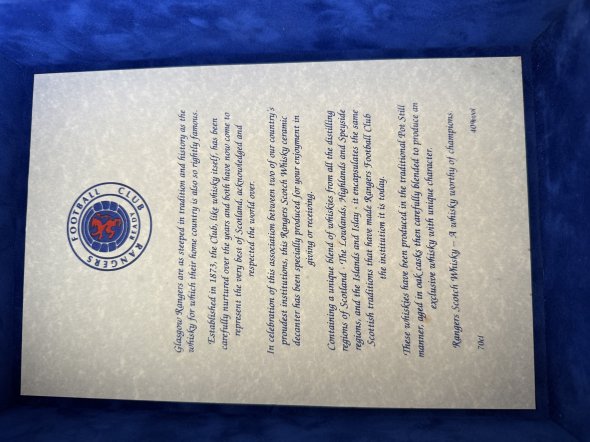 FOOTBALL CLUB
READY
RANGERS
Glasgow Rangers are as steeped in tradition and history as the
whisky for which their home country is also so rightly famous.
Established in 1873, the Club, like whisky itself, has been
carefully nurtured over the years and both have now come to
represent the very best of Scotland, acknowledged and
respected the world over.
In celebration of this association between two of our country's
proudest institutions, this Rangers Scotch Whisky ceramic
decanter has been specially produced for your enjoyment in
giving or receiving.
Containing a unique blend of whiskies from all the distilling
regions of Scotland - The Lowlands, Highlands and Speyside
regions, and the Islands and Islay - it encapsulates the same
Scottish traditions that have made Rangers Football Club
the institution it is today.
These whiskies have been produced in the traditional Pot Still
manner, aged in oak casks then carefully blended to produce an
exclusive whisky with unique character.
Rangers Scotch Whisky – A whisky worthy of champions.
70cl 40%vol